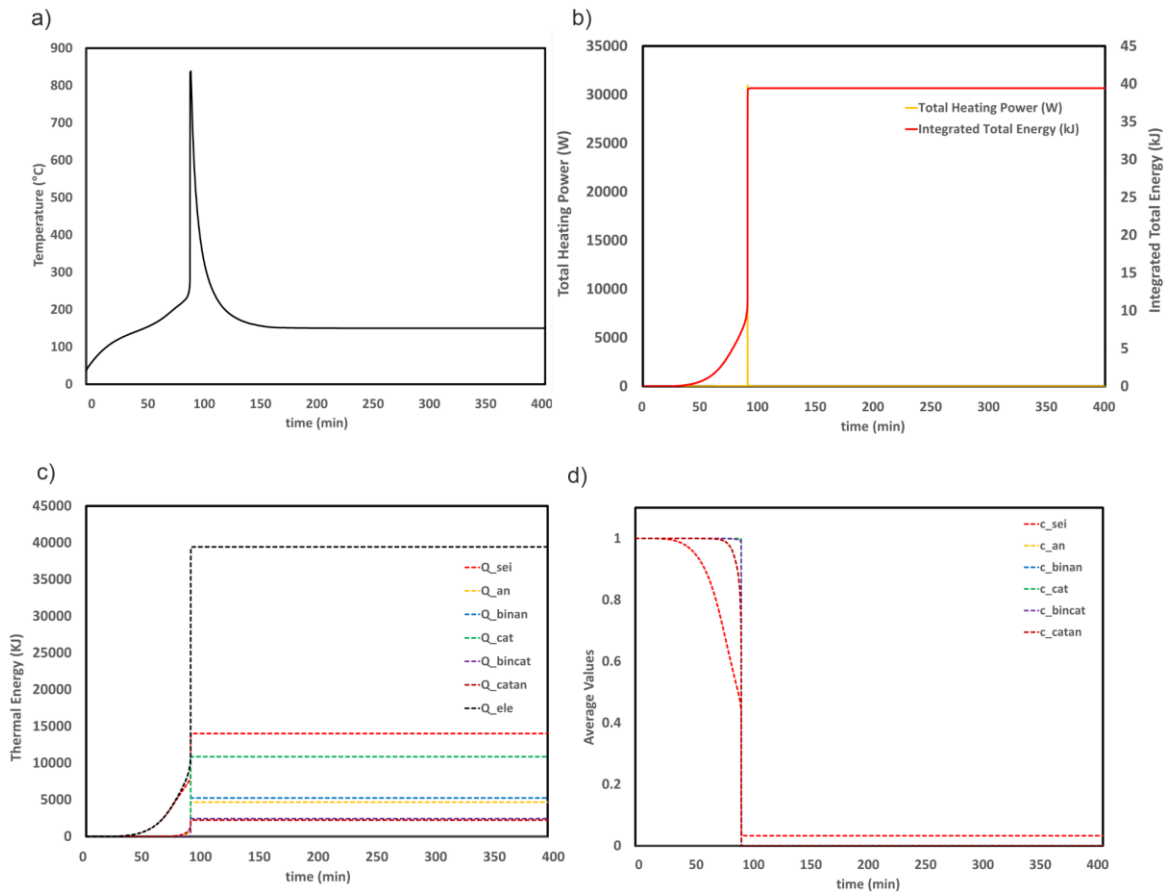 a)
900
800
700
600
500
400
300
200
100
0
Temperature (°C)
0 50 100 150 200 250 300 350 400
time (min)
b)
35000
30000
25000
20000
15000
10000
5000
0
Total Heating Power (W)
45
40
35
30
25
20
15
10
5
0
Integrated Total Energy (kJ)
Total Heating Power (W)
Integrated Total Energy (kJ)
0 50 100 150 200 250 300 350 400
time (min)
c)
45000
40000
35000
30000
25000
20000
15000
10000
5000
0
Thermal Energy (KJ)
Q_sei
Q_an
Q_binan
Q_cat
Q_bincat
Q_catan
Q_ele
0 50 100 150 200 250 300 350 400
time (min)
d)
1
0.8
0.6
0.4
0.2
0
Average Values
c_sei
c_an
c_binan
c_cat
c_bincat
c_catan
0 50 100 150 200 250 300 350 400
time (min)